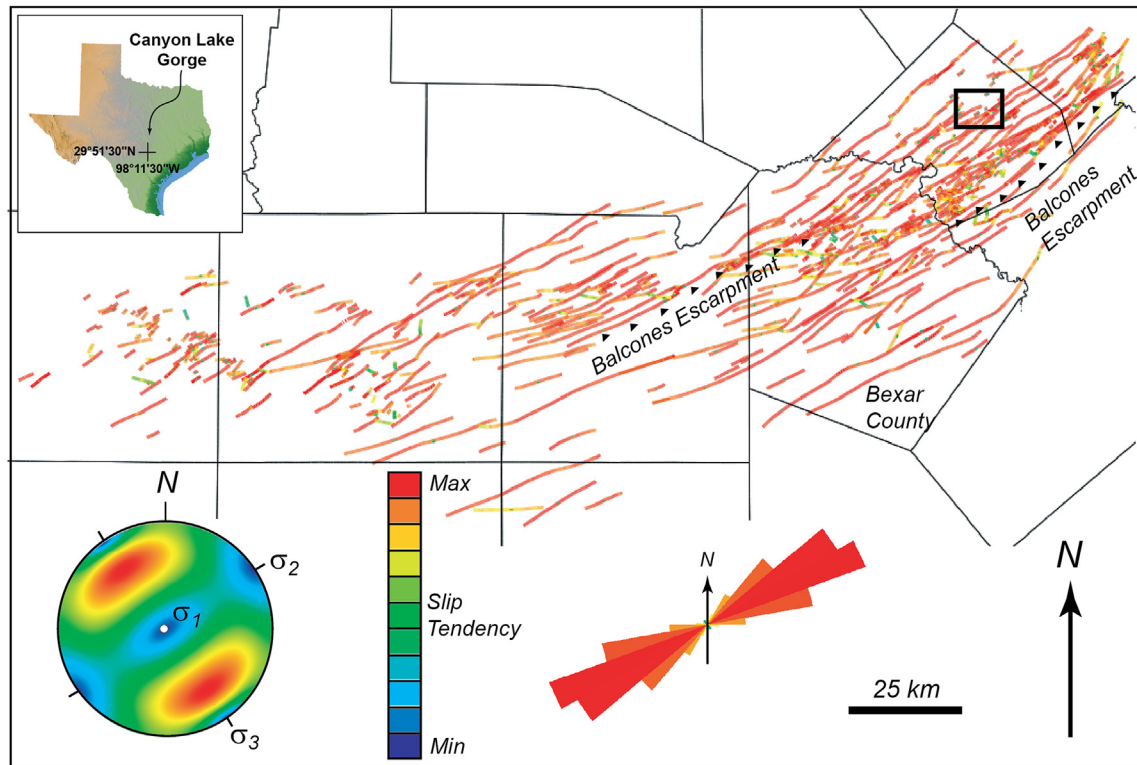 Canyon Lake
Gorge
29°51'30"N
98°11'30"W
Balcones
Escarpment
Balcones Escarpment
Bexar
County
N
σ2
σ1
σ3
Max
Slip
Tendency
Min
N
25 km
N